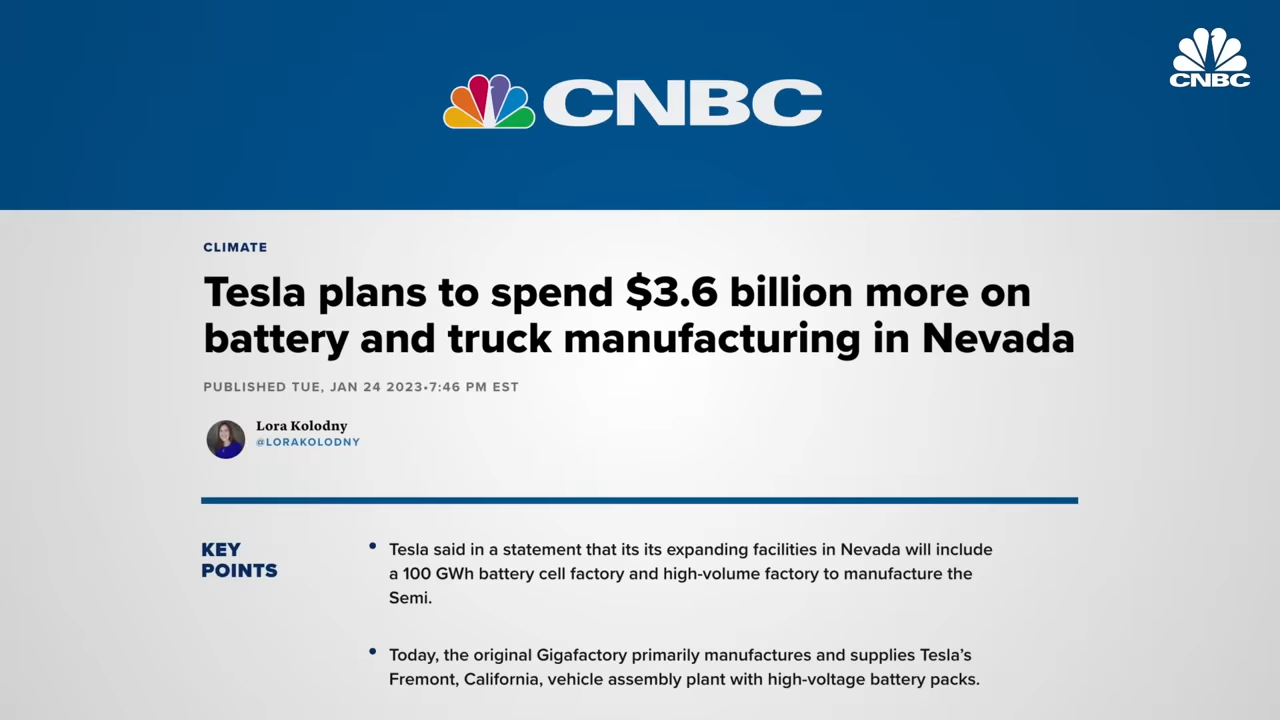 CNBC
CNBC
CLIMATE
Tesla plans to spend $3.6 billion more on
battery and truck manufacturing in Nevada
PUBLISHED TUE, JAN 24 2023•7:46 PM EST
Lora Kolodny
@LORAKOLODNY
KEY
POINTS
• Tesla said in a statement that its its expanding facilities in Nevada will include
a 100 GWh battery cell factory and high-volume factory to manufacture the
Semi.
• Today, the original Gigafactory primarily manufactures and supplies Tesla's
Fremont, California, vehicle assembly plant with high-voltage battery packs.